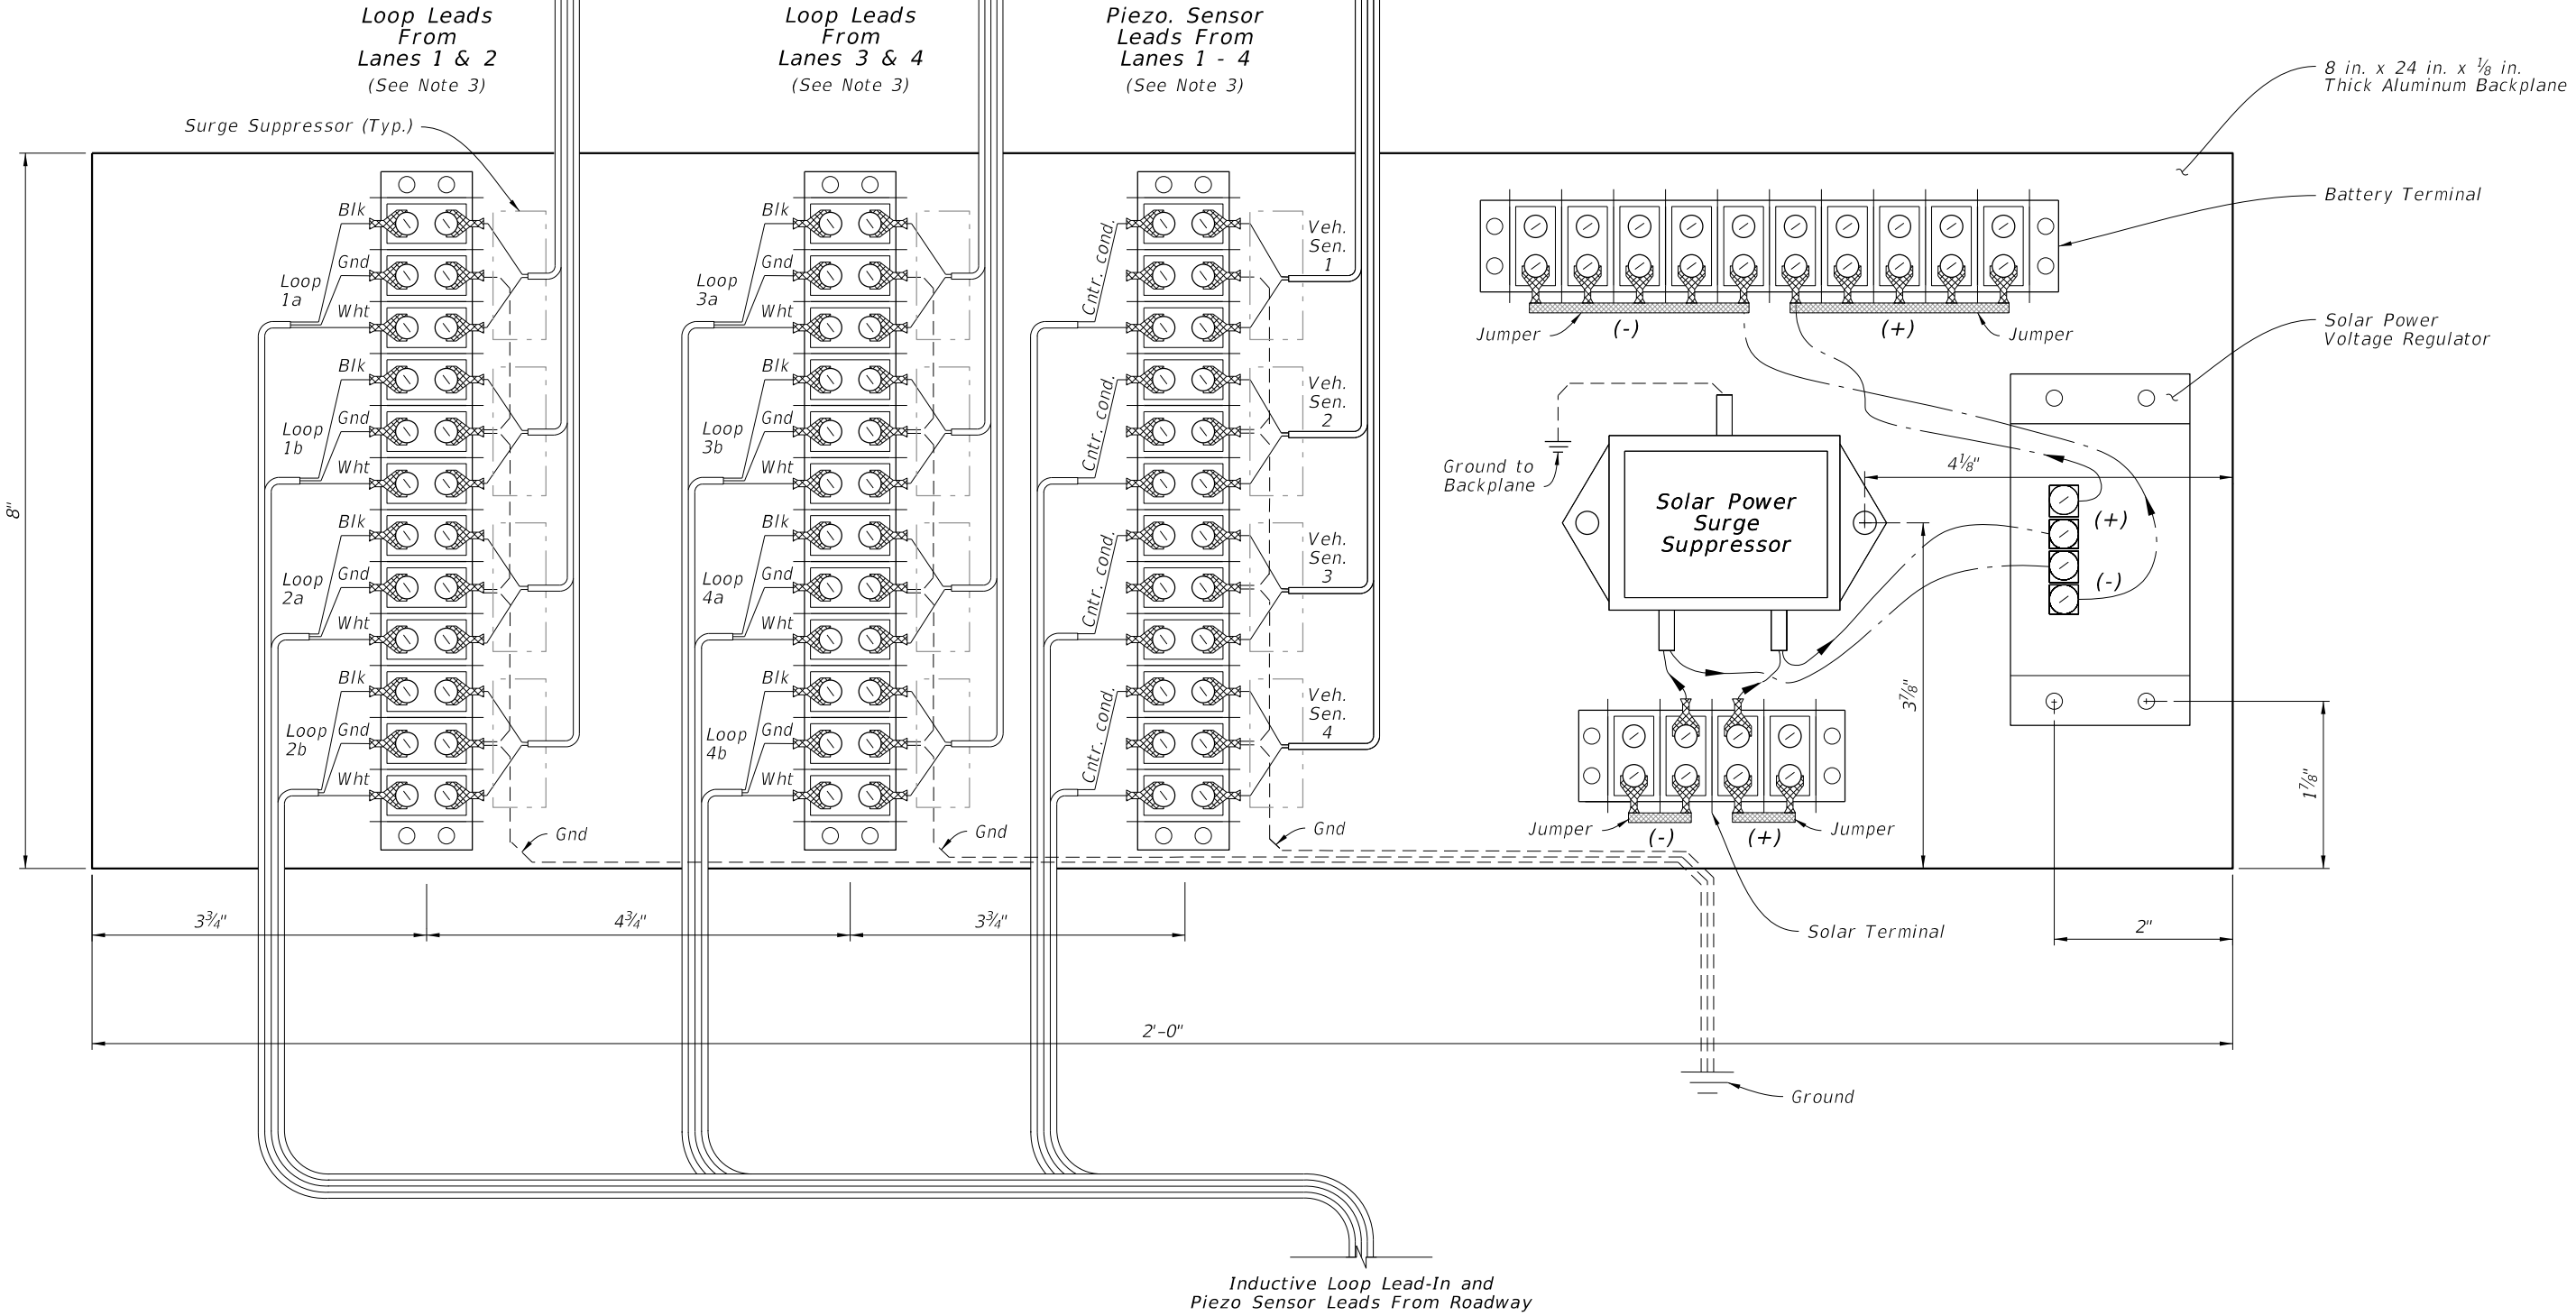 Loop Leads
From
Lanes 1 & 2
(See Note 3)
Loop Leads
From
Lanes 3 & 4
(See Note 3)
Piezo. Sensor
Leads From
Lanes 1 - 4
(See Note 3)
8 in. x 24 in. x ⅛ in.
Thick Aluminum Backplane
Surge Suppressor (Typ.)
Battery Terminal
Solar Power
Voltage Regulator
8"
Blk
Gnd
Wht
Loop
1a
Blk
Gnd
Wht
Loop
1b
Blk
Gnd
Wht
Loop
2a
Blk
Gnd
Wht
Loop
2b
Gnd
Blk
Gnd
Wht
Loop
3a
Blk
Gnd
Wht
Loop
3b
Blk
Gnd
Wht
Loop
4a
Blk
Gnd
Wht
Loop
4b
Gnd
Cntr. cond.
Cntr. cond.
Cntr. cond.
Cntr. cond.
Veh.
Sen.
1
Veh.
Sen.
2
Veh.
Sen.
3
Veh.
Sen.
4
Gnd
Jumper
(-)
(+)
Jumper
Ground to
Backplane
Solar Power
Surge
Suppressor
4⅛"
(+)
(-)
3⅞"
1⅞"
Jumper
(-)
(+)
Jumper
Solar Terminal
3¾"
4¾"
3¾"
2"
2'-0"
Ground
Inductive Loop Lead-In and
Piezo Sensor Leads From Roadway